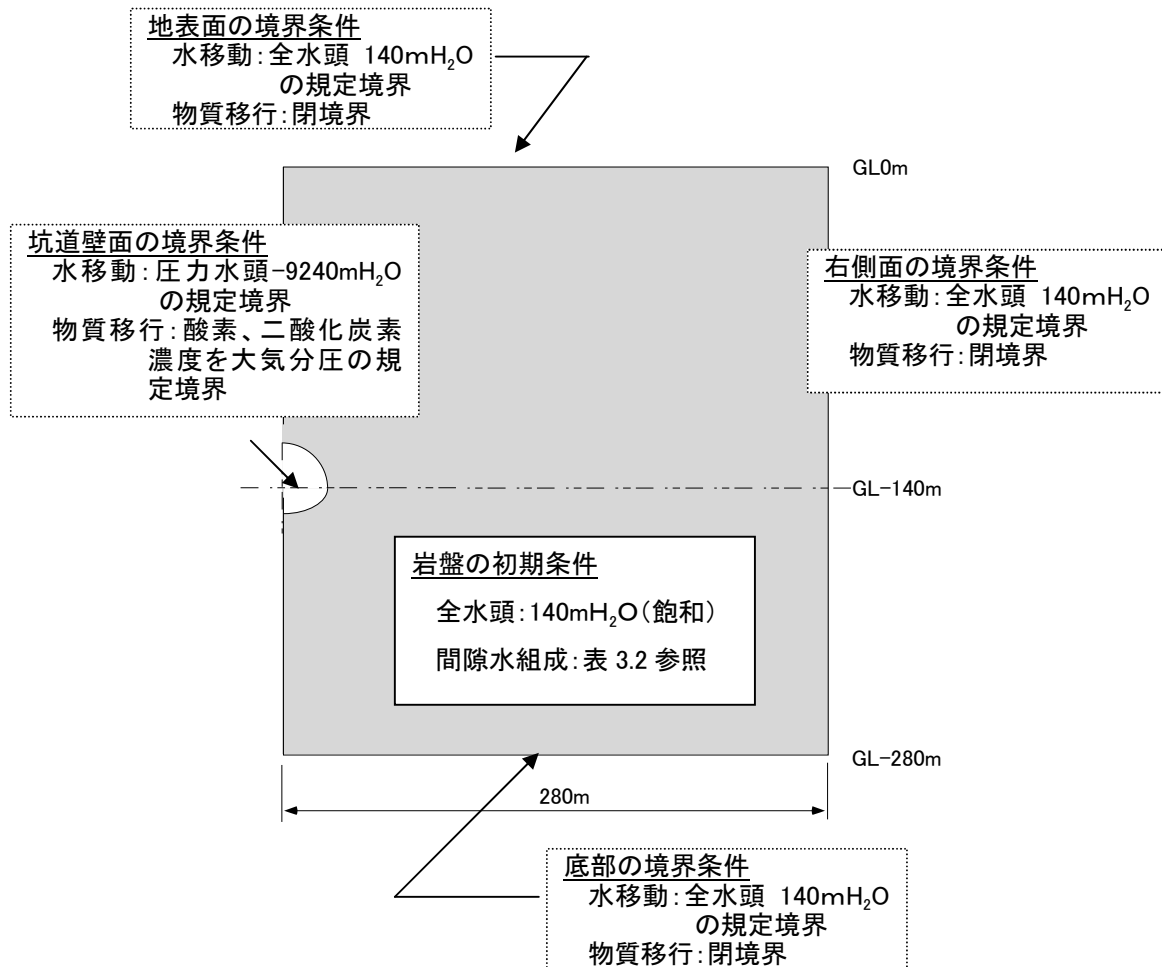 地表面の境界条件
水移動：全水頭 140mH₂O
の規定境界
物質移行：閉境界
GL0m
坑道壁面の境界条件
水移動：圧力水頭-9240mH₂O
の規定境界
物質移行：酸素、二酸化炭素
濃度を大気分圧の規
定境界
右側面の境界条件
水移動：全水頭 140mH₂O
の規定境界
物質移行：閉境界
GL-140m
岩盤の初期条件
全水頭：140mH₂O（飽和）
間隙水組成：表 3.2 参照
GL-280m
280m
底部の境界条件
水移動：全水頭 140mH₂O
の規定境界
物質移行：閉境界